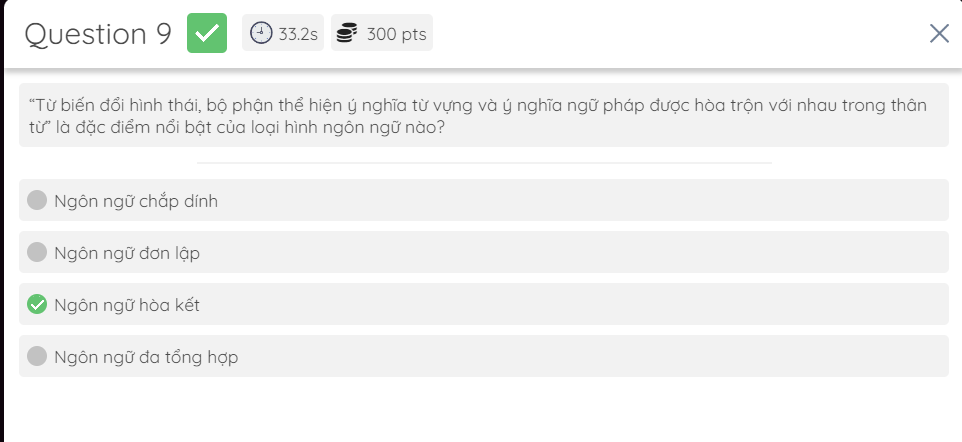 Question 9
33.2s
300 pts
“Từ biến đổi hình thái, bộ phận thể hiện ý nghĩa từ vựng và ý nghĩa ngữ pháp được hòa trộn với nhau trong thân
từ” là đặc điểm nổi bật của loại hình ngôn ngữ nào?
Ngôn ngữ chắp dính
Ngôn ngữ đơn lập
Ngôn ngữ hòa kết
Ngôn ngữ đa tổng hợp